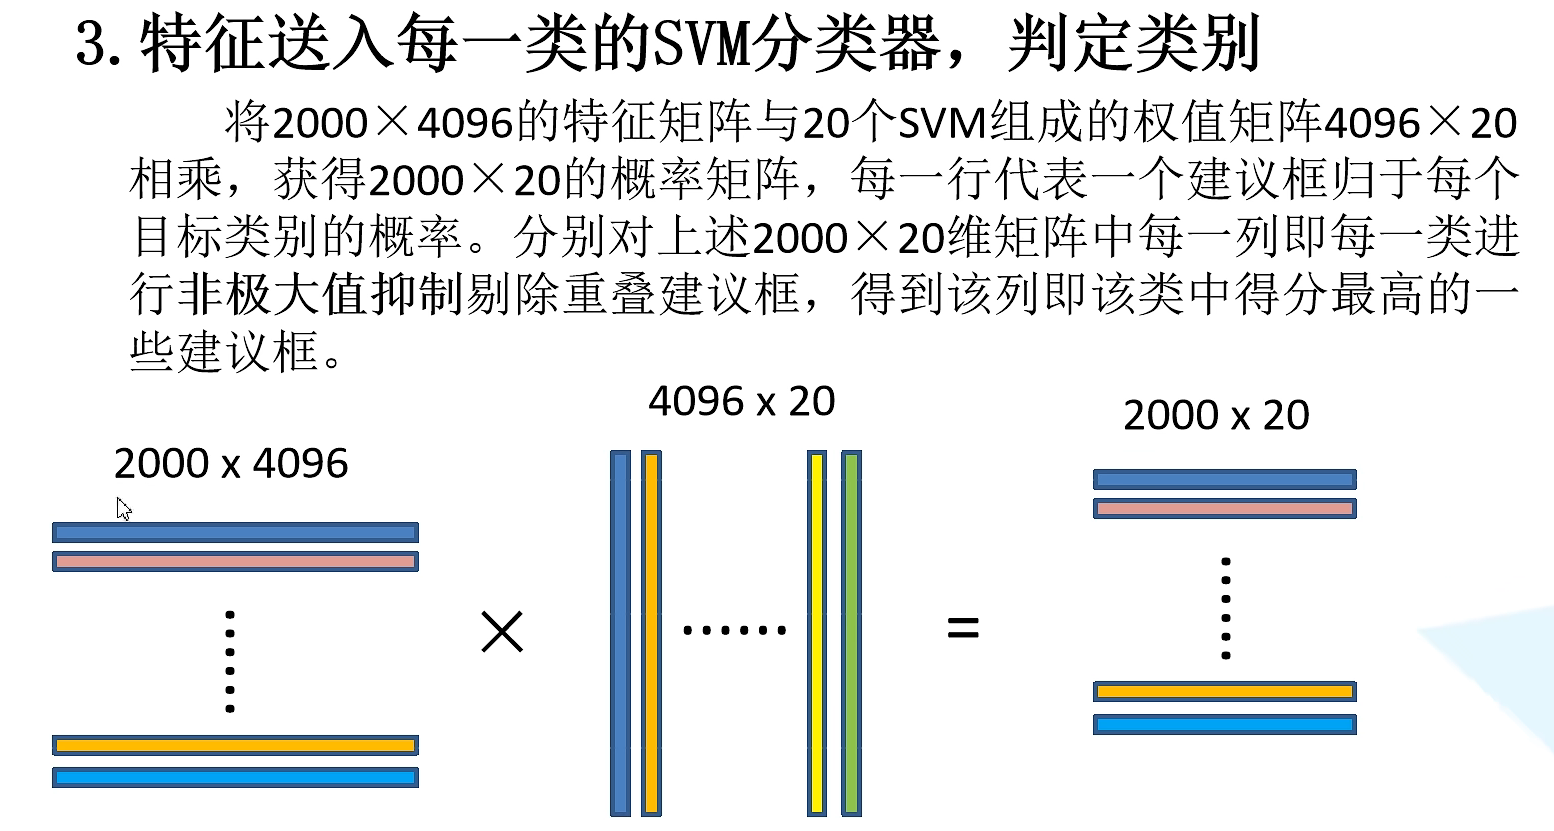 3. 特征送入每一类的SVM分类器，判定类别
将2000×4096的特征矩阵与20个SVM组成的权值矩阵4096×20
相乘，获得2000×20的概率矩阵，每一行代表一个建议框归于每个
目标类别的概率。分别对上述2000×20维矩阵中每一列即每一类进
行非极大值抑制剔除重叠建议框，得到该列即该类中得分最高的一
些建议框。
4096 x 20
2000 x 20
2000 x 4096
×
······
=